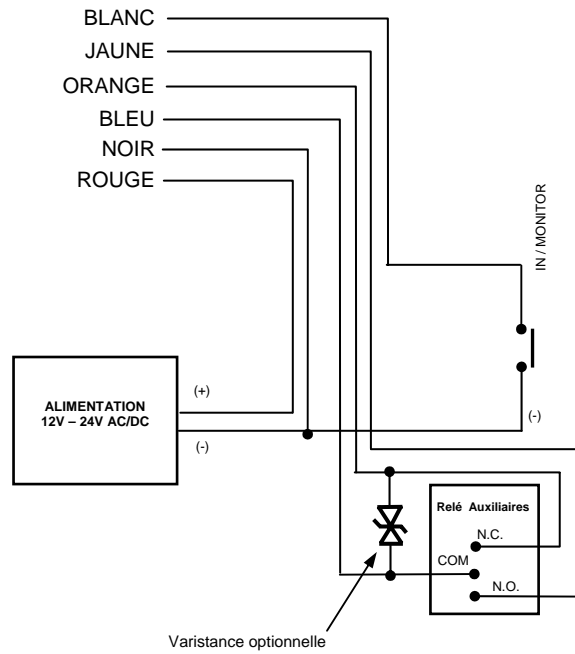 BLANC
JAUNE
ORANGE
BLEU
NOIR
ROUGE
IN / MONITOR
ALIMENTATION
12V – 24V AC/DC
(+)
(-)
(-)
Relé Auxiliaires
N.C.
COM
N.O.
Varistance optionnelle